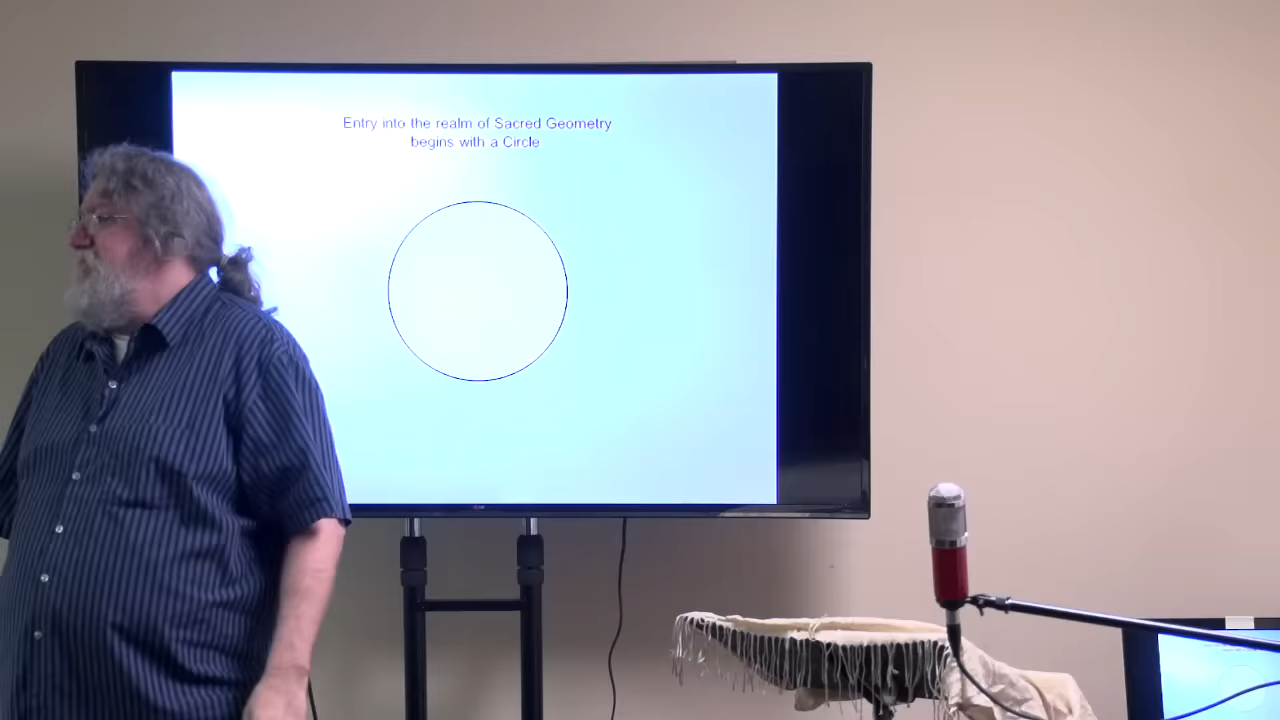 Entry into the realm of Sacred Geometry
begins with a Circle